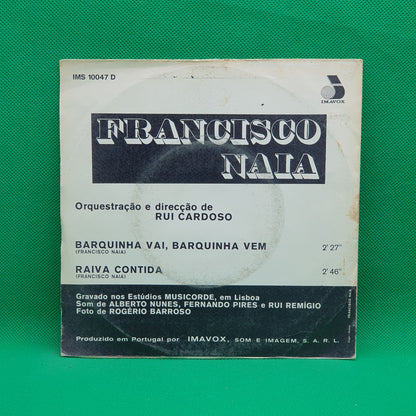 IMS 10047 D
IMAVOX
FRANCISCO
NAIA
Orquestração e direcção de
RUI CARDOSO
BARQUINHA VAI, BARQUINHA VEM 2'27"
(FRANCISCO NAIA)
RAIVA CONTIDA 2'46"
(FRANCISCO NAIA)
Gravado nos Estúdios MUSICORDE, em Lisboa
Som de ALBERTO NUNES, FERNANDO PIRES e RUI REMÍGIO
Foto de ROGÉRIO BARROSO
Produzido em Portugal por IMAVOX, SOM E IMAGEM, S. A. R. L.